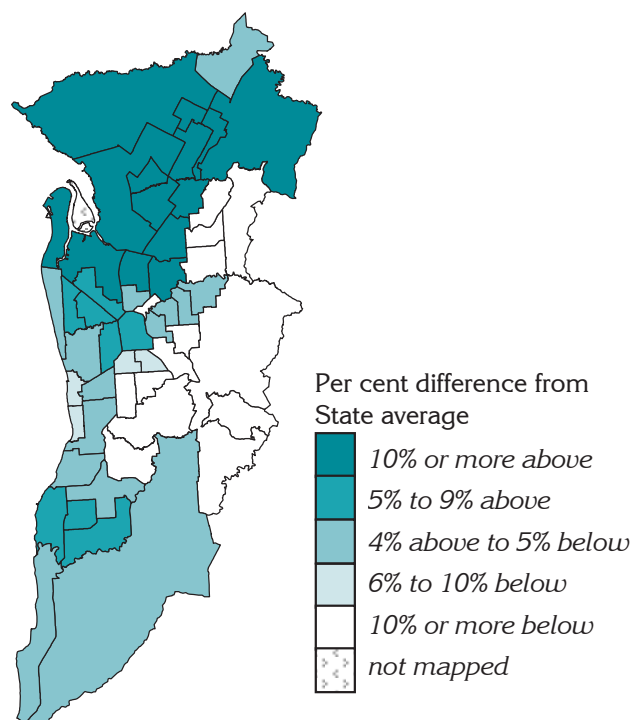 Per cent difference from
State average
10% or more above
5% to 9% above
4% above to 5% below
6% to 10% below
10% or more below
not mapped